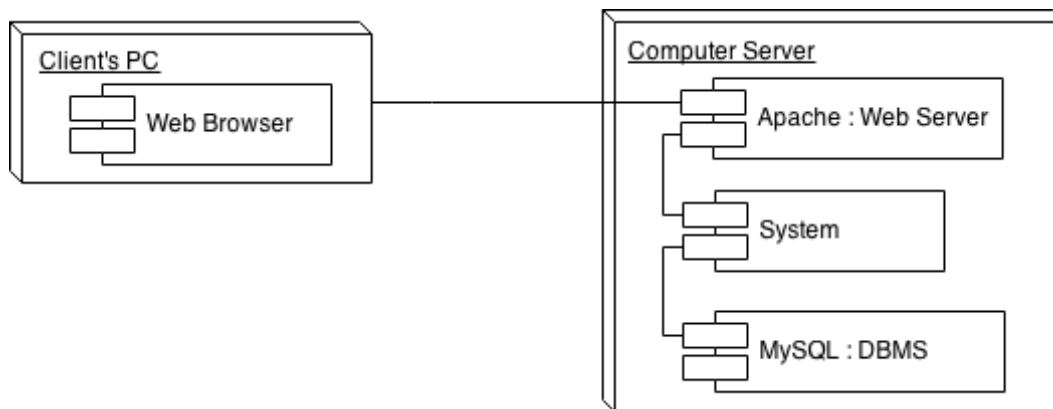 Client's PC
Web Browser
Computer Server
Apache : Web Server
System
MySQL : DBMS